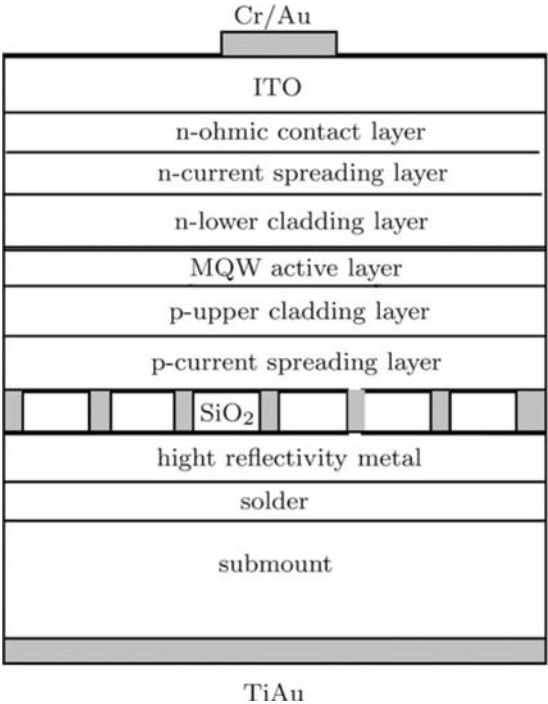 Cr/Au
ITO
n-ohmic contact layer
n-current spreading layer
n-lower cladding layer
MQW active layer
p-upper cladding layer
p-current spreading layer
SiO₂
hight reflectivity metal
solder
submount
TiAu